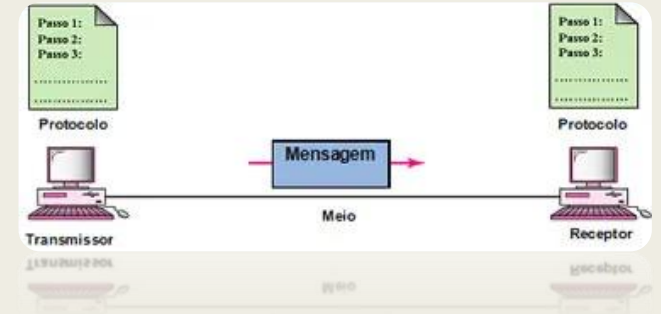 Passo 1:
Passo 2:
Passo 3:
....................
....................
Protocolo
Passo 1:
Passo 2:
Passo 3:
....................
....................
Protocolo
Mensagem
Meio
Transmissor
Receptor